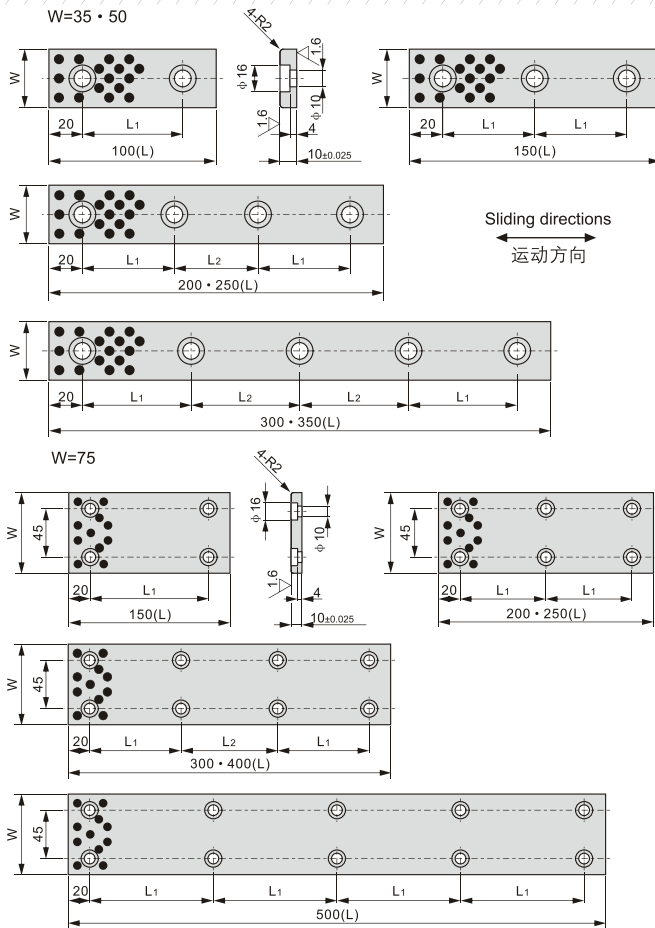 W=35・50
4-R2
1.6
W
φ16
φ10
W
20
L1
1.6
4
20
L1
L1
100(L)
10±0.025
150(L)
W
Sliding directions
运动方向
20
L1
L2
L1
200・250(L)
W
20
L1
L2
L2
L1
300・350(L)
W=75
4-R2
W
45
φ16
φ10
W
45
20
L1
1.6
4
20
L1
L1
150(L)
10±0.025
200・250(L)
W
45
20
L1
L2
L1
300・400(L)
W
45
20
L1
L1
L1
L1
500(L)